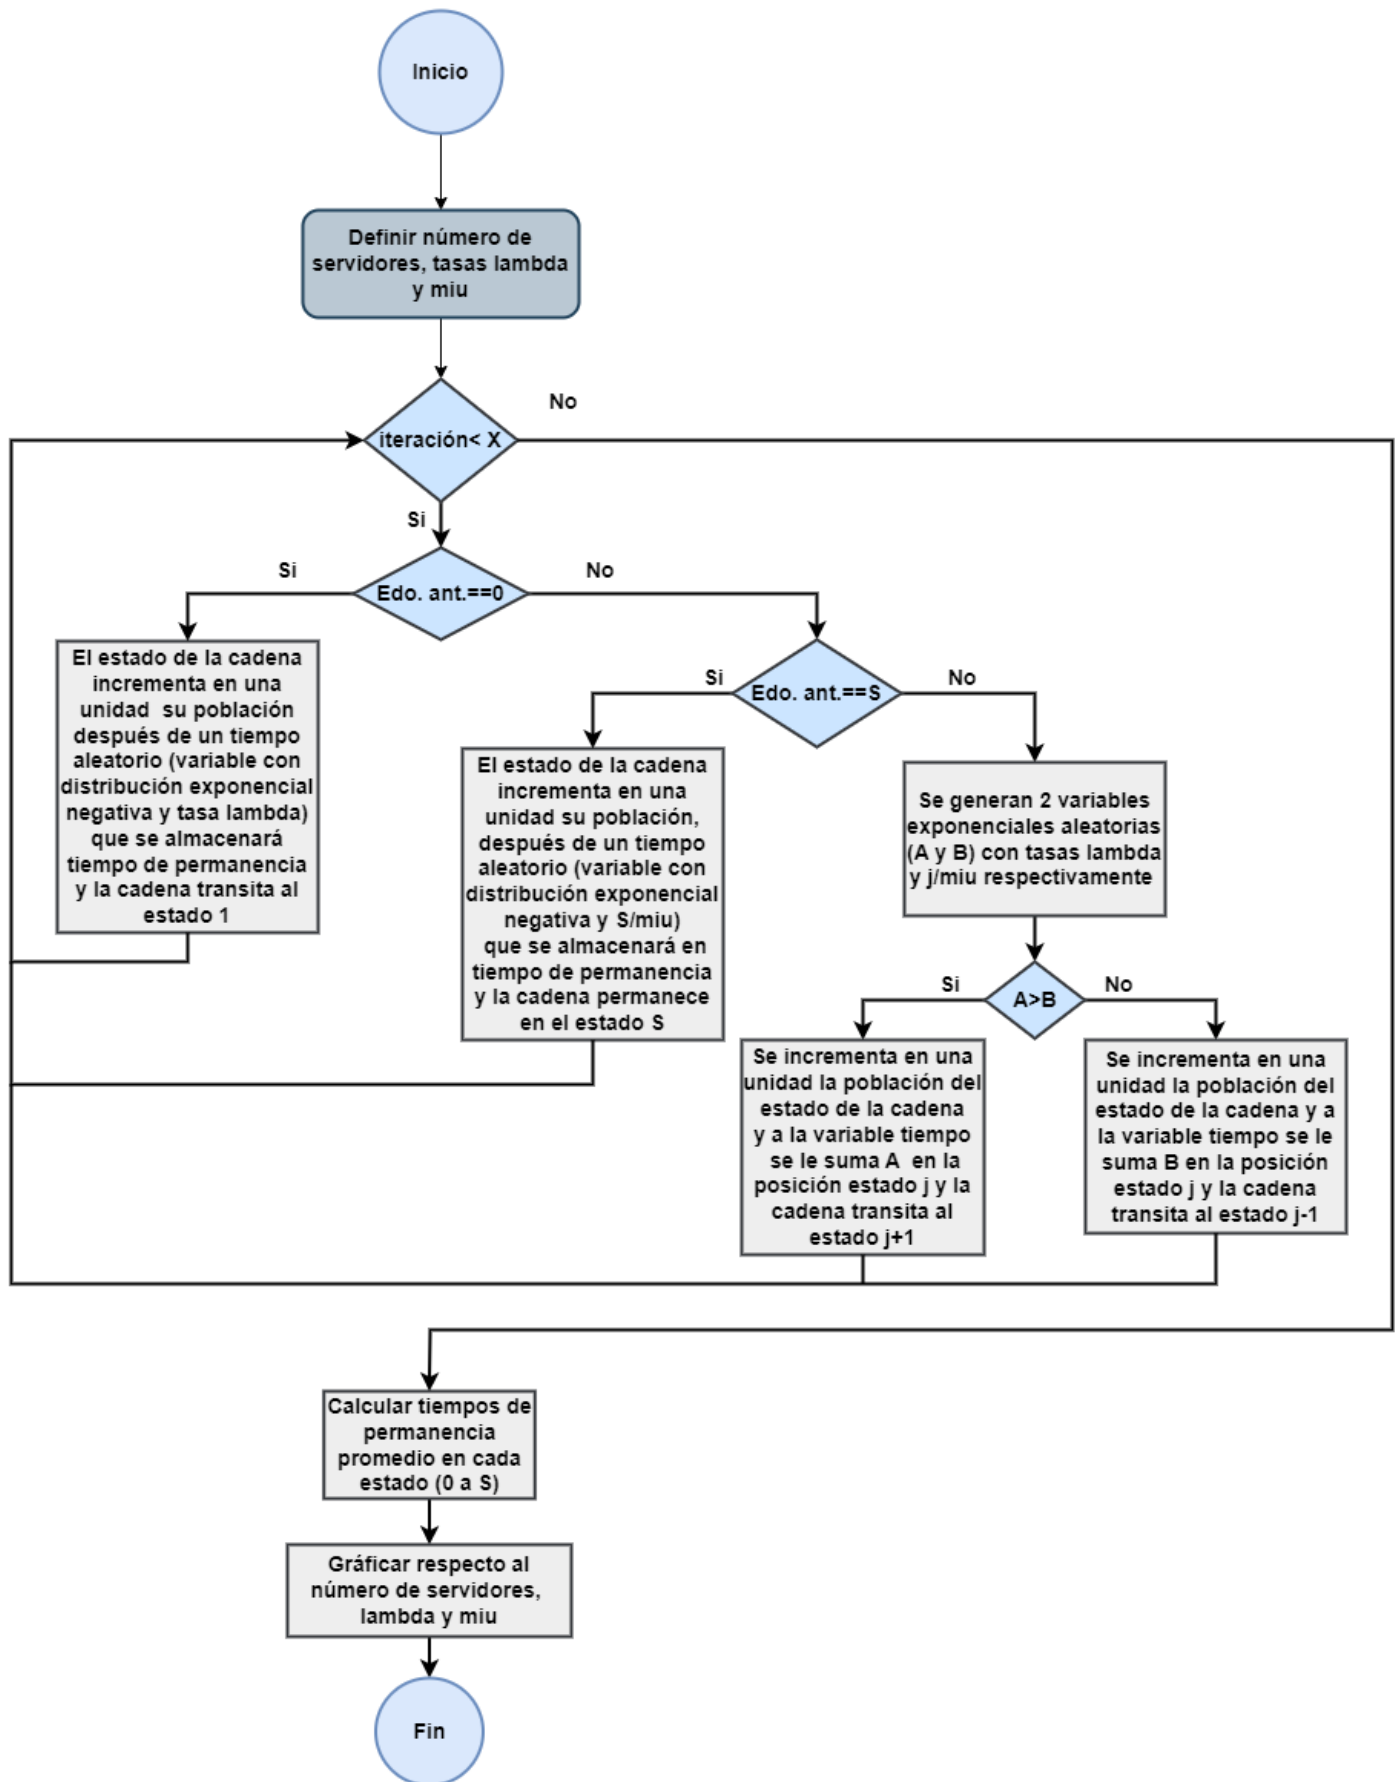 Inicio
Definir número de
servidores, tasas lambda
y miu
No
iteración< X
Si
Si
No
Edo. ant.==0
El estado de la cadena
incrementa en una
unidad su población
después de un tiempo
aleatorio (variable con
distribución exponencial
negativa y tasa lambda)
que se almacenará
tiempo de permanencia
y la cadena transita al
estado 1
Si
No
Edo. ant.==S
El estado de la cadena
incrementa en una
unidad su población,
después de un tiempo
aleatorio (variable con
distribución exponencial
negativa y S/miu)
que se almacenará en
tiempo de permanencia
y la cadena permanece
en el estado S
Se generan 2 variables
exponenciales aleatorias
(A y B) con tasas lambda
y j/miu respectivamente
Si
No
A>B
Se incrementa en una
unidad la población del
estado de la cadena
y a la variable tiempo
se le suma A en la
posición estado j y la
cadena transita al
estado j+1
Se incrementa en una
unidad la población del
estado de la cadena y a
la variable tiempo se le
suma B en la posición
estado j y la cadena
transita al estado j-1
Calcular tiempos de
permanencia
promedio en cada
estado (0 a S)
Gráficar respecto al
número de servidores,
lambda y miu
Fin